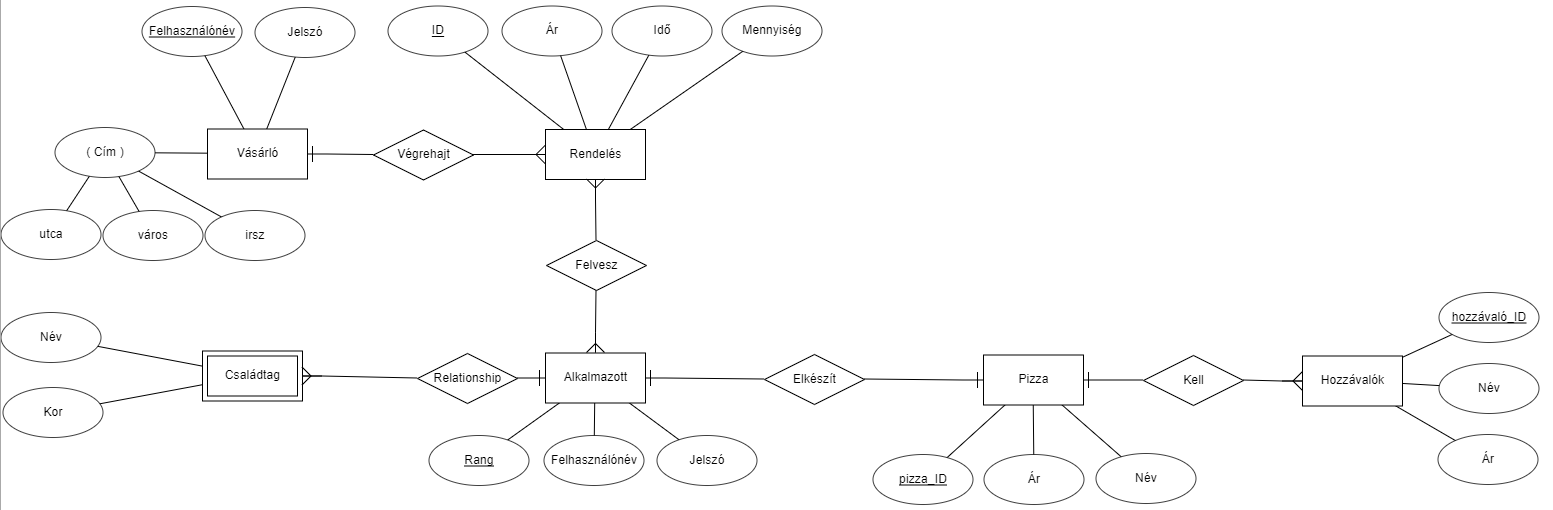 Felhasználónév
Jelszó
ID
Ár
Idő
Mennyiség
( Cím )
Vásárló
Végrehajt
Rendelés
utca
város
irsz
Felvesz
Név
Kor
Családtag
Relationship
Alkalmazott
Elkészít
Pizza
Kell
Hozzávalók
hozzávaló_ID
Név
Ár
Rang
Felhasználónév
Jelszó
pizza_ID
Ár
Név